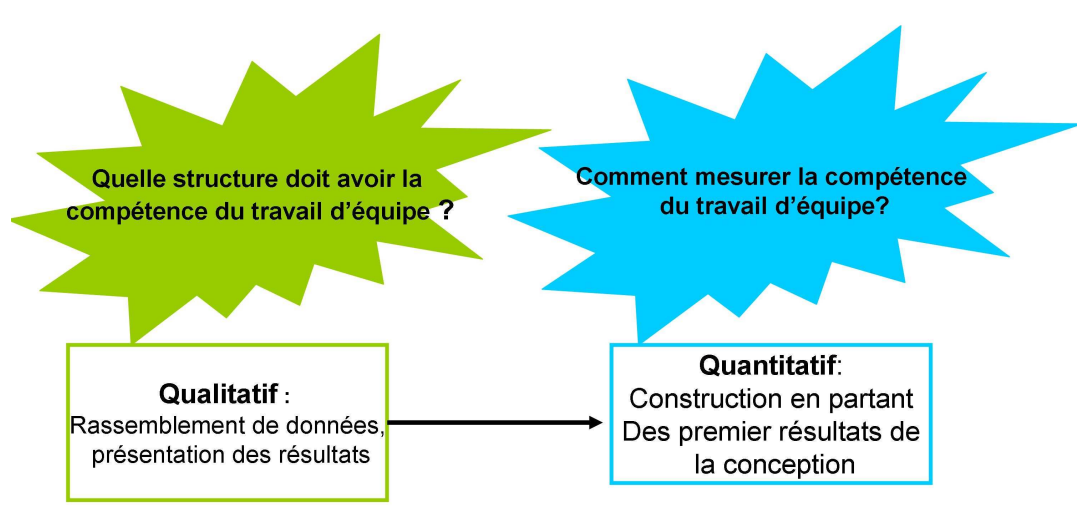 Quelle structure doit avoir la
compétence du travail d'équipe ?
Comment mesurer la compétence
du travail d'équipe?
Qualitatif :
Rassemblement de données,
présentation des résultats
Quantitatif:
Construction en partant
Des premier résultats de
la conception